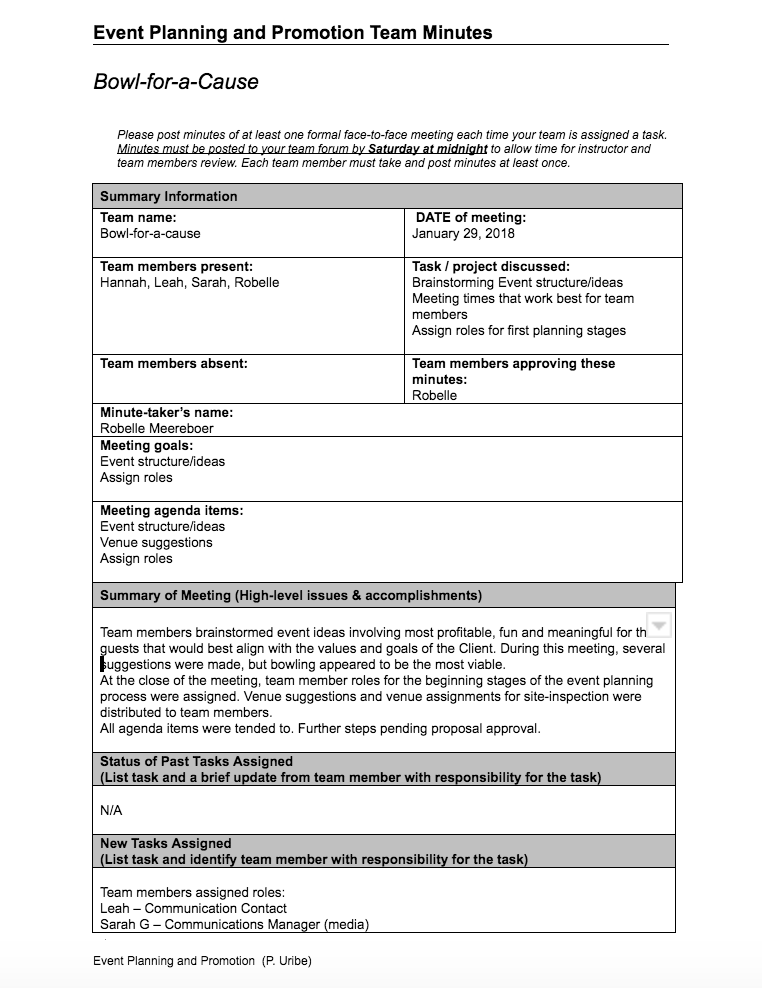 Event Planning and Promotion Team Minutes
Bowl-for-a-Cause
Please post minutes of at least one formal face-to-face meeting each time your team is assigned a task.
Minutes must be posted to your team forum by Saturday at midnight to allow time for instructor and
team members review. Each team member must take and post minutes at least once.
Summary Information
Team name:
Bowl-for-a-cause
DATE of meeting:
January 29, 2018
Team members present:
Hannah, Leah, Sarah, Robelle
Task / project discussed:
Brainstorming Event structure/ideas
Meeting times that work best for team
members
Assign roles for first planning stages
Team members absent:
Team members approving these
minutes:
Robelle
Minute-taker's name:
Robelle Meereboer
Meeting goals:
Event structure/ideas
Assign roles
Meeting agenda items:
Event structure/ideas
Venue suggestions
Assign roles
Summary of Meeting (High-level issues & accomplishments)
Team members brainstormed event ideas involving most profitable, fun and meaningful for th
guests that would best align with the values and goals of the Client. During this meeting, several
suggestions were made, but bowling appeared to be the most viable.
At the close of the meeting, team member roles for the beginning stages of the event planning
process were assigned. Venue suggestions and venue assignments for site-inspection were
distributed to team members.
All agenda items were tended to. Further steps pending proposal approval.
Status of Past Tasks Assigned
(List task and a brief update from team member with responsibility for the task)
N/A
New Tasks Assigned
(List task and identify team member with responsibility for the task)
Team members assigned roles:
Leah – Communication Contact
Sarah G – Communications Manager (media)
Event Planning and Promotion (P. Uribe)